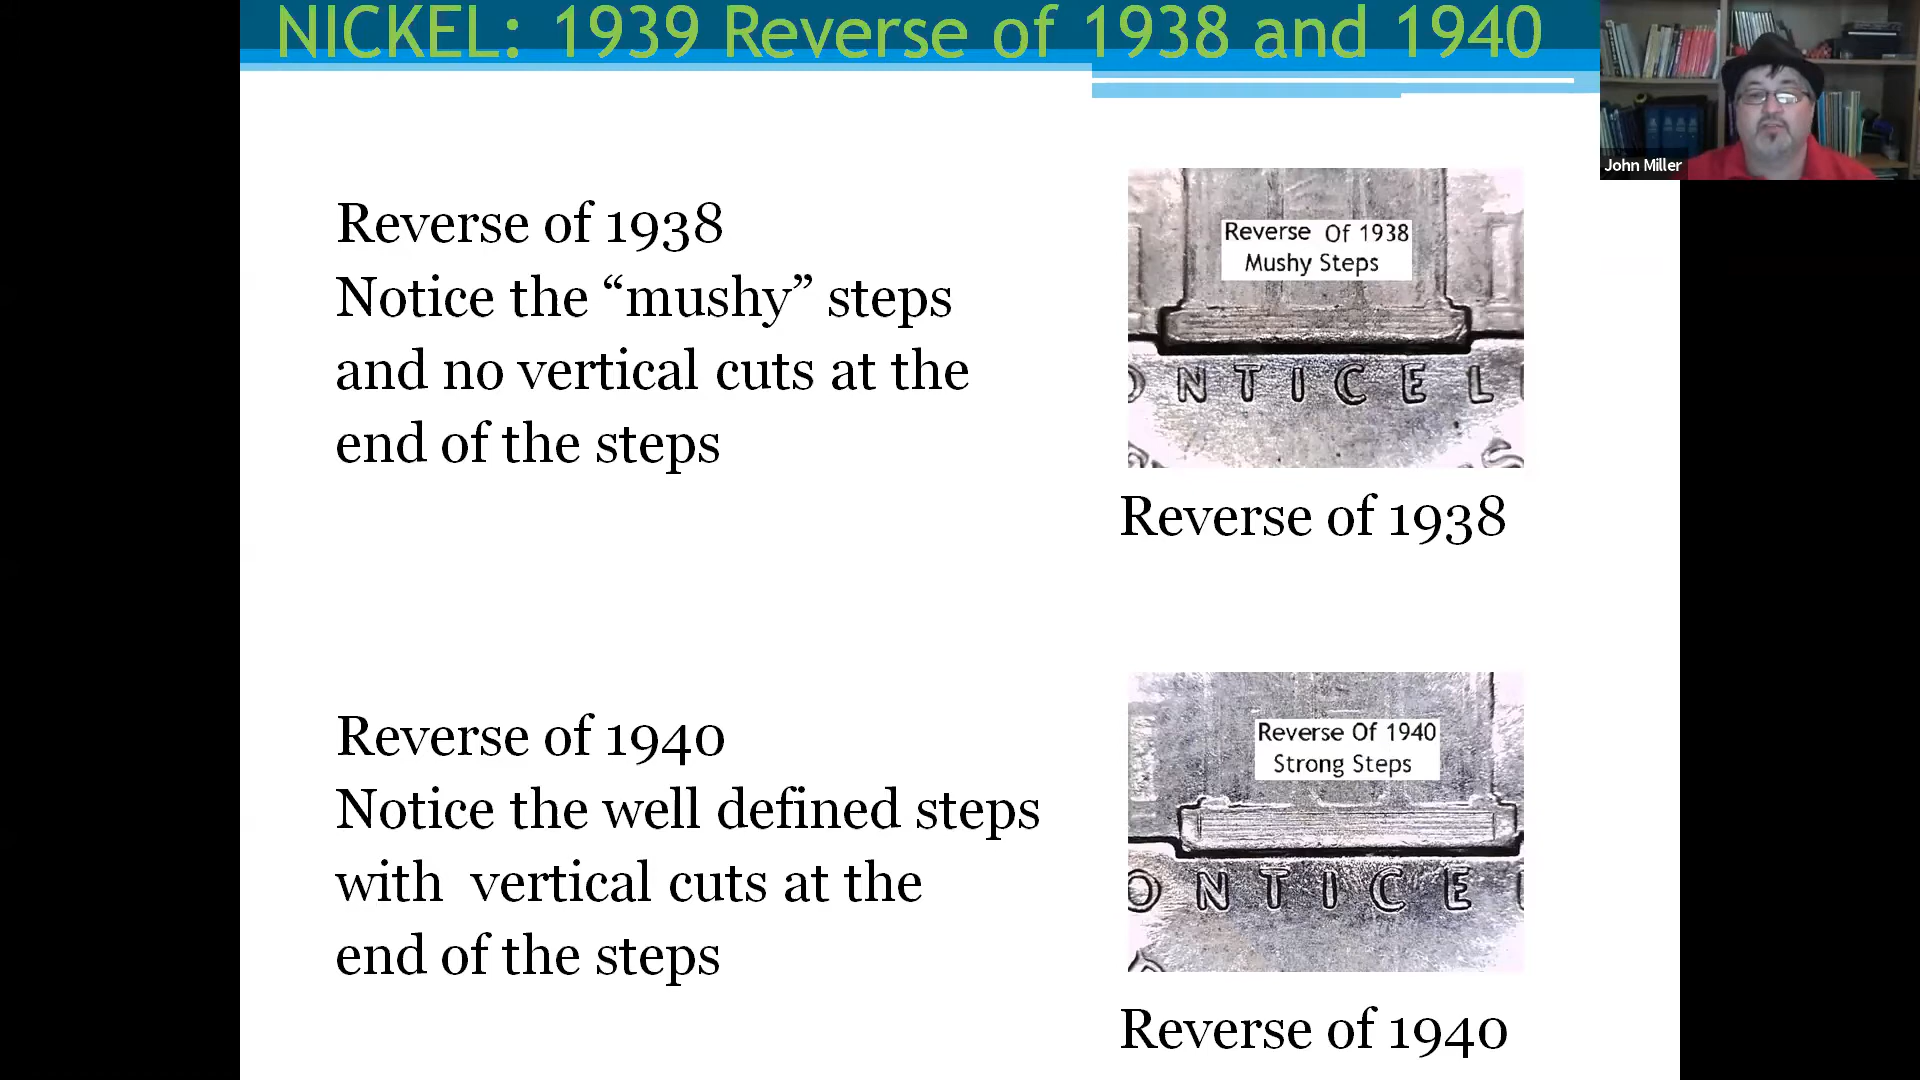 NICKEL: 1939 Reverse of 1938 and 1940
John Miller
Reverse of 1938
Notice the “mushy” steps
and no vertical cuts at the
end of the steps
Reverse Of 1938
Mushy Steps
ONTICEL
Reverse of 1938
Reverse of 1940
Notice the well defined steps
with  vertical cuts at the
end of the steps
Reverse Of 1940
Strong Steps
ONTICE
Reverse of 1940